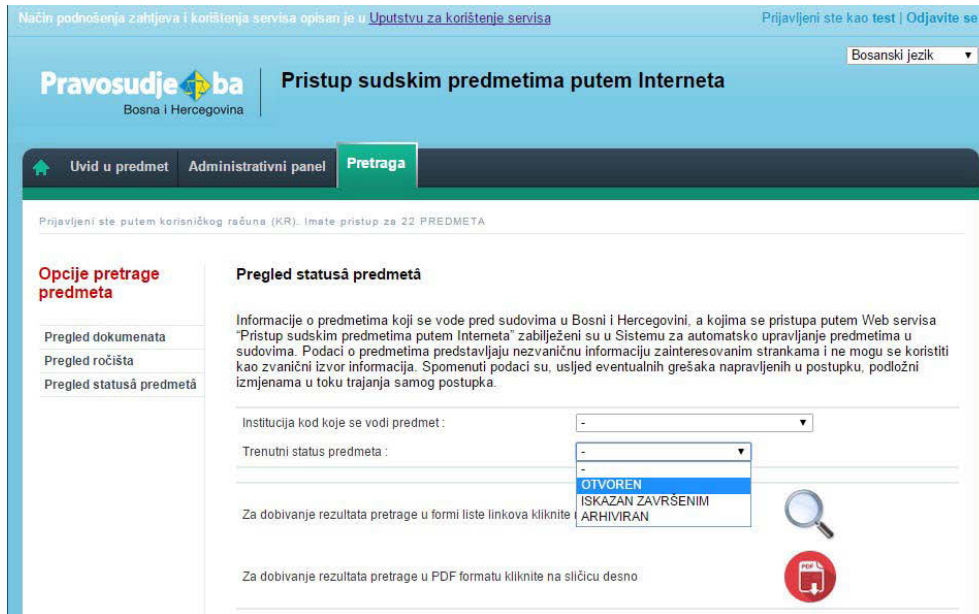 Način podnošenja zahtjeva i korištenja servisa opisan je u Uputstvu za korištenje servisa
Prijavljeni ste kao test | Odjavite se
Bosanski jezik
Pravosudje ba
Bosna i Hercegovina
Pristup sudskim predmetima putem Interneta
Uvid u predmet
Administrativni panel
Pretraga
Prijavljeni ste putem korisničkog računa (KR). Imate pristup za 22 PREDMETA
Opcije pretrage
predmeta
Pregled dokumenata
Pregled ročišta
Pregled statusâ predmetâ
Pregled statusâ predmetâ
Informacije o predmetima koji se vode pred sudovima u Bosni i Hercegovini, a kojima se pristupa putem Web servisa
“Pristup sudskim predmetima putem Interneta” zabilježeni su u Sistemu za automatsko upravljanje predmetima u
sudovima. Podaci o predmetima predstavljaju nezvaničnu informaciju zainteresovanim strankama i ne mogu se koristiti
kao zvanični izvor informacija. Spomenuti podaci su, usljed eventualnih grešaka napravljenih u postupku, podložni
izmjenama u toku trajanja samog postupka.
Institucija kod koje se vodi predmet :
-
Trenutni status predmeta :
-
-
OTVOREN
ISKAZAN ZAVRŠENIM
ARHIVIRAN
Za dobivanje rezultata pretrage u formi liste linkova kliknite
Za dobivanje rezultata pretrage u PDF formatu kliknite na sličicu desno
PDF